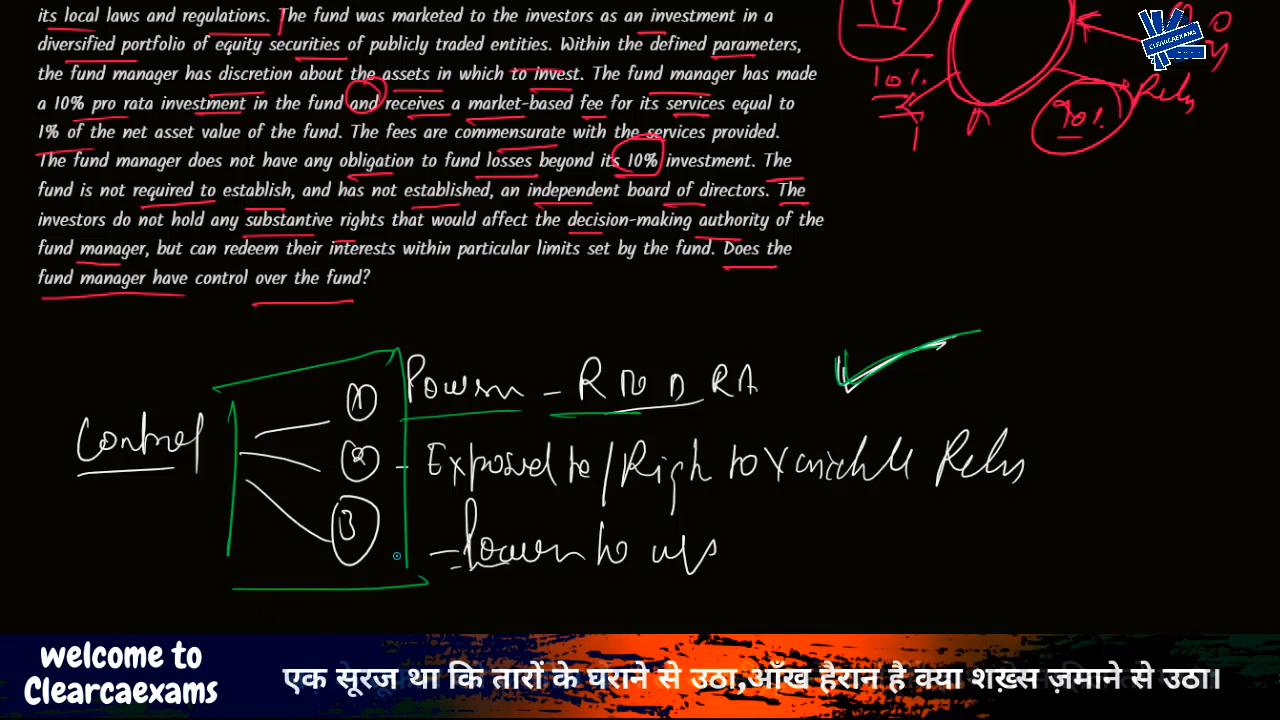 its local laws and regulations. The fund was marketed to the investors as an investment in a
diversified portfolio of equity securities of publicly traded entities. Within the defined parameters,
the fund manager has discretion about the assets in which to invest. The fund manager has made
a 10% pro rata investment in the fund and receives a market-based fee for its services equal to
1% of the net asset value of the fund. The fees are commensurate with the services provided.
The fund manager does not have any obligation to fund losses beyond its 10% investment. The
fund is not required to establish, and has not established, an independent board of directors. The
investors do not hold any substantive rights that would affect the decision-making authority of the
fund manager, but can redeem their interests within particular limits set by the fund. Does the
fund manager have control over the fund?
CLEARCAEXAMS
10%
90%
Control
1 Power - R RA
2 - Exposed to / Right to Variable
3 - Power to
welcome to
Clearcaexams
एक सूरज था कि तारों के घराने से उठा,आँख हैरान है क्या शख़्स ज़माने से उठा।